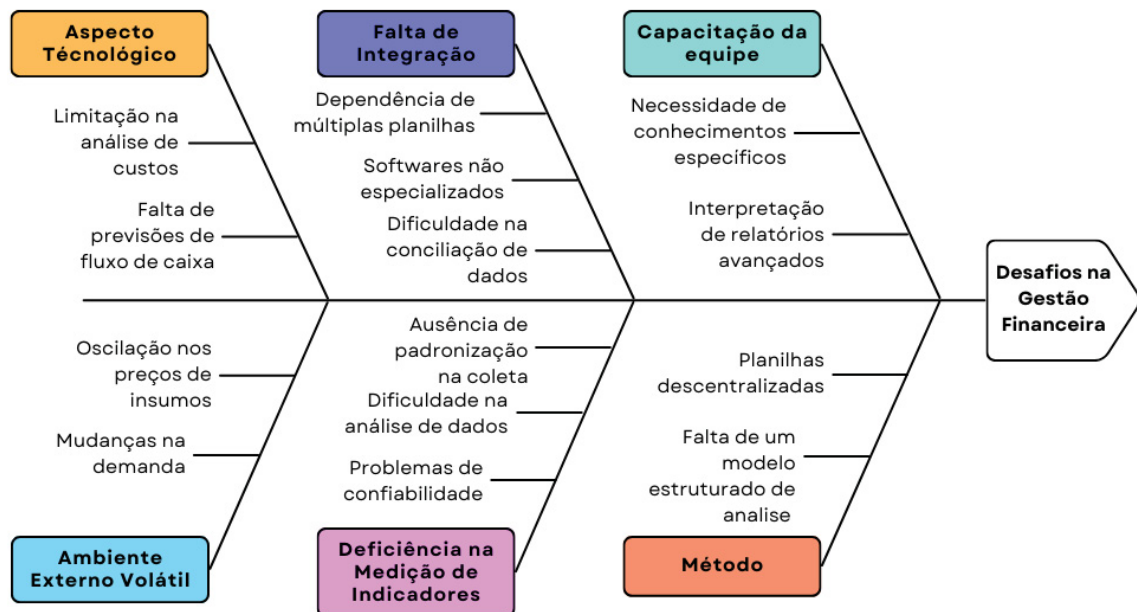 Aspecto
Técnológico
Falta de
Integração
Capacitação da
equipe
Limitação na
análise de
custos
Falta de
previsões de
fluxo de caixa
Dependência de
múltiplas planilhas
Softwares não
especializados
Dificuldade na
conciliação de
dados
Necessidade de
conhecimentos
específicos
Interpretação
de relatórios
avançados
Desafios na
Gestão
Financeira
Oscilação nos
preços de
insumos
Mudanças na
demanda
Ausência de
padronização
na coleta
Dificuldade na
análise de dados
Problemas de
confiabilidade
Planilhas
descentralizadas
Falta de um
modelo
estruturado de
analise
Ambiente
Externo Volátil
Deficiência na
Medição de
Indicadores
Método